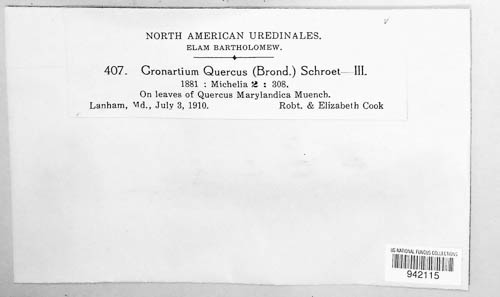 NORTH AMERICAN UREDINALES.
ELAM BARTHOLOMEW.
407. Cronartium Quercus (Brond.) Schroet—III.
1881 : Michelia 2 : 308.
On leaves of Quercus Marylandica Muench.
Lanham, Md., July 3, 1910. Robt. & Elizabeth Cook
US-NATIONAL FUNGUS COLLECTIONS
942115